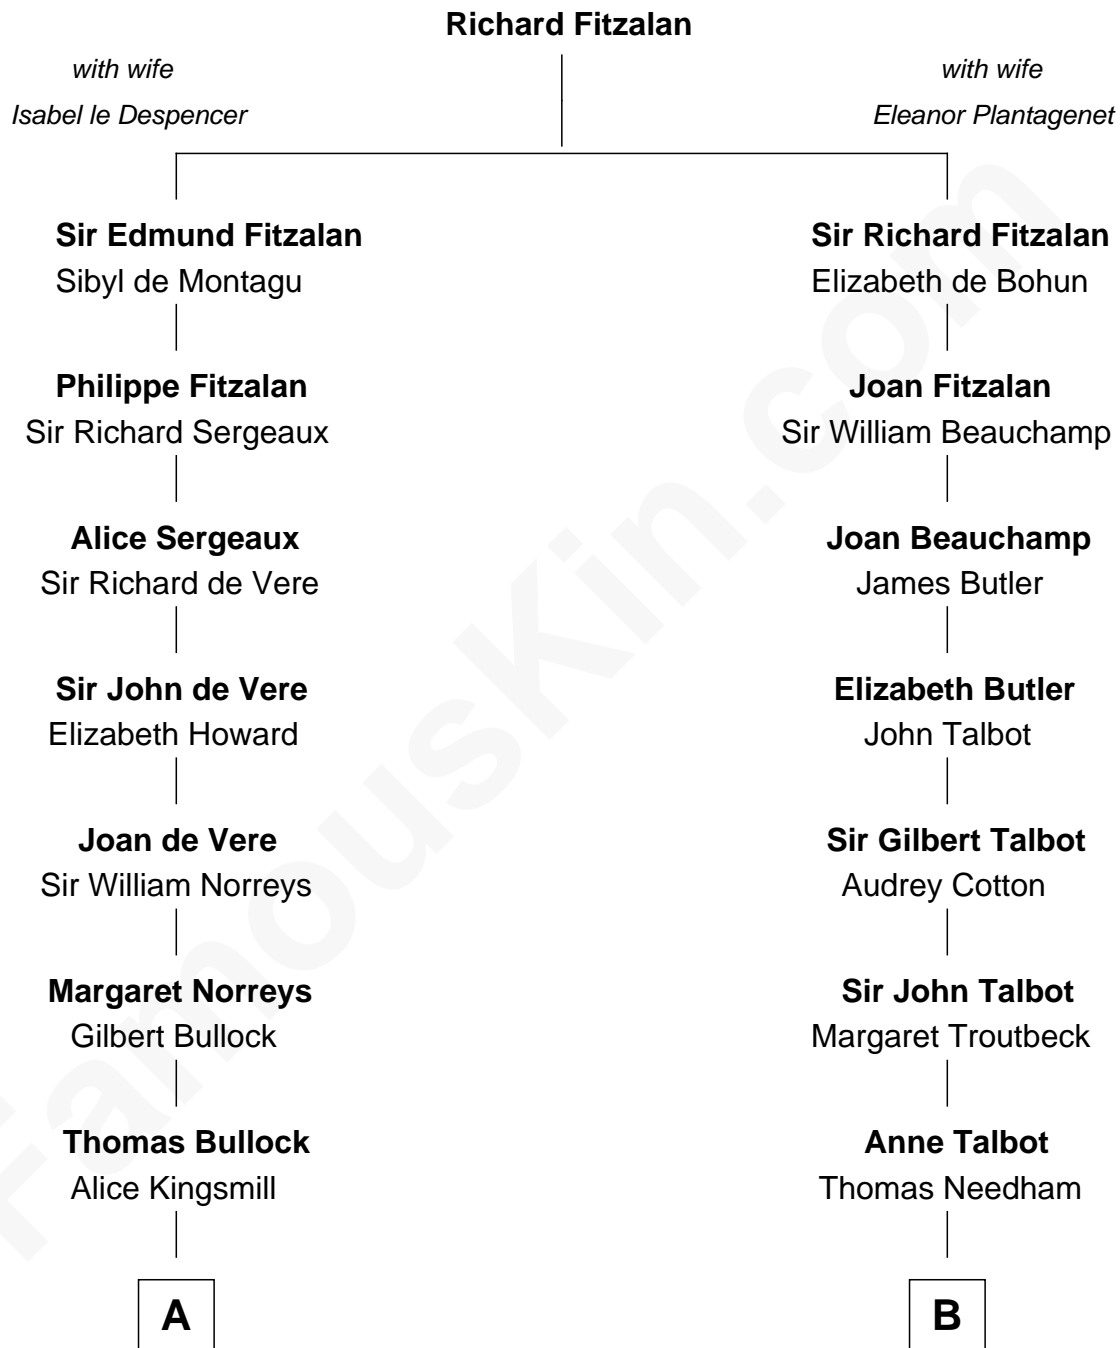 Richard Fitzalan
with wife
Isabel le Despencer
with wife
Eleanor Plantagenet
Sir Edmund Fitzalan
Sibyl de Montagu
Sir Richard Fitzalan
Elizabeth de Bohun
Philippe Fitzalan
Sir Richard Sergeaux
Joan Fitzalan
Sir William Beauchamp
Alice Sergeaux
Sir Richard de Vere
Joan Beauchamp
James Butler
Sir John de Vere
Elizabeth Howard
Elizabeth Butler
John Talbot
Joan de Vere
Sir William Norreys
Sir Gilbert Talbot
Audrey Cotton
Margaret Norreys
Gilbert Bullock
Sir John Talbot
Margaret Troutbeck
Thomas Bullock
Alice Kingsmill
Anne Talbot
Thomas Needham
A
B
FamousKin.com